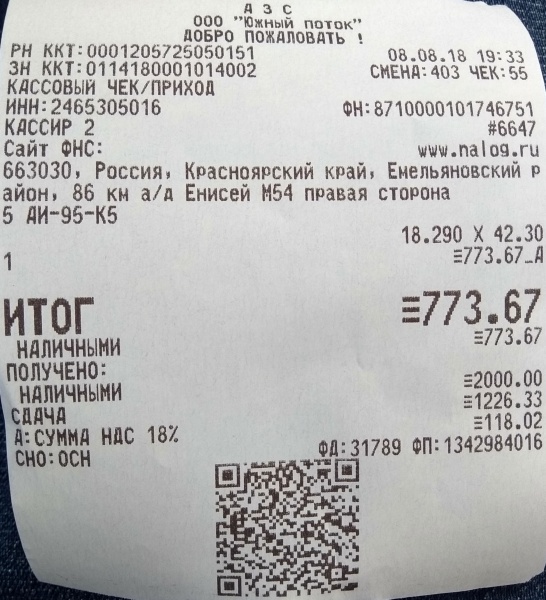 А З С
ООО "Южный поток"
ДОБРО ПОЖАЛОВАТЬ !
РН ККТ:0001205725050151 08.08.18 19:33
ЗН ККТ:0114180001014002 СМЕНА:403 ЧЕК:55
КАССОВЫЙ ЧЕК/ПРИХОД
ИНН:2465305016 ФН:8710000101746751
КАССИР 2 #6647
Сайт ФНС: www.nalog.ru
663030, Россия, Красноярский край, Емельяновский р
айон, 86 км а/д Енисей М54 правая сторона
5 АИ-95-К5
18.290 X 42.30
1 ≡773.67_А
ИТОГ ≡773.67
НАЛИЧНЫМИ ≡773.67
ПОЛУЧЕНО:
НАЛИЧНЫМИ ≡2000.00
СДАЧА ≡1226.33
А:СУММА НДС 18% ≡118.02
СНО:ОСН ФД:31789 ФП:1342984016